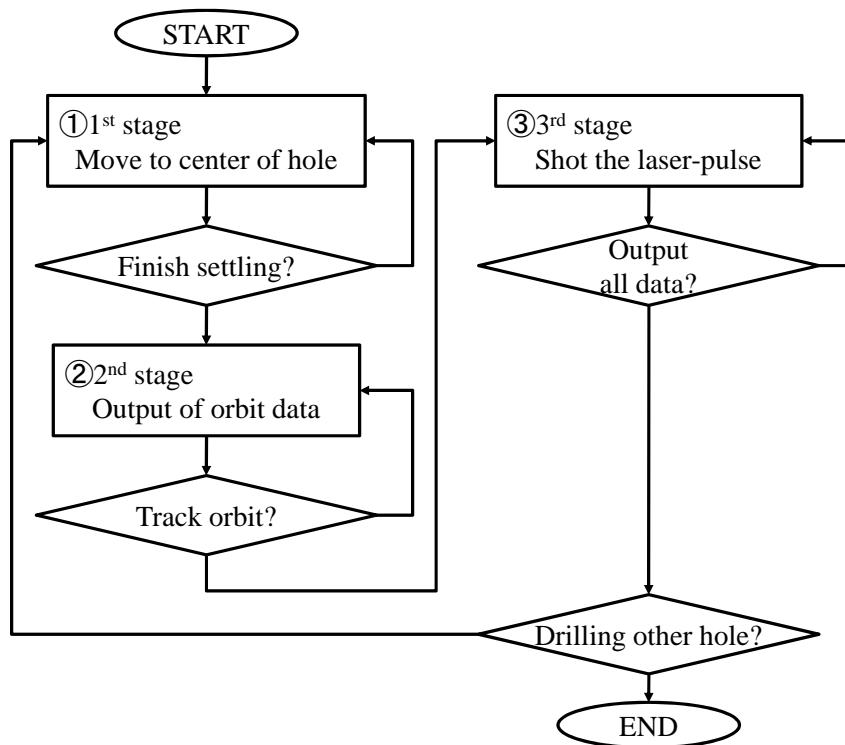 START
①1st stage
Move to center of hole
Finish settling?
②2nd stage
Output of orbit data
Track orbit?
③3rd stage
Shot the laser-pulse
Output
all data?
Drilling other hole?
END